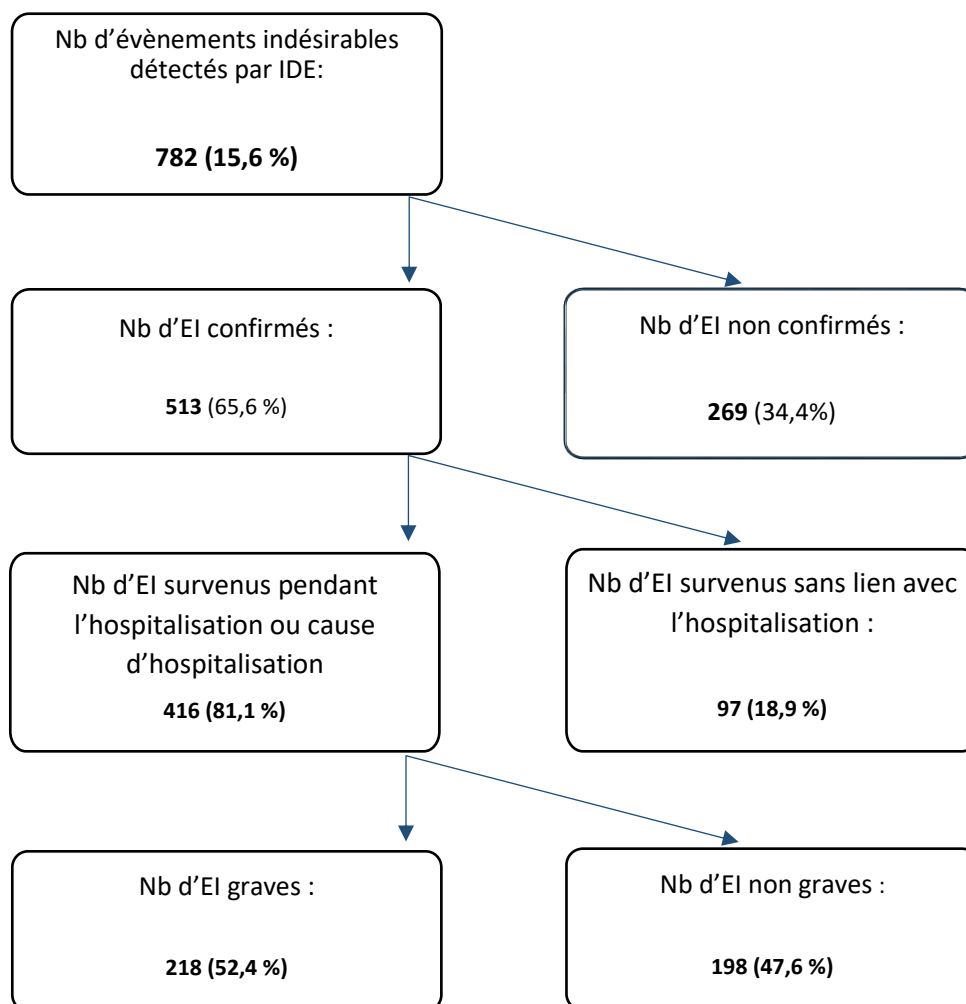 Nb d’évènements indésirables
détectés par IDE:
782 (15,6 %)
Nb d’EI confirmés :
513 (65,6 %)
Nb d’EI non confirmés :
269 (34,4%)
Nb d’EI survenus pendant
l’hospitalisation ou cause
d’hospitalisation
416 (81,1 %)
Nb d’EI survenus sans lien avec
l’hospitalisation :
97 (18,9 %)
Nb d’EI graves :
218 (52,4 %)
Nb d’EI non graves :
198 (47,6 %)